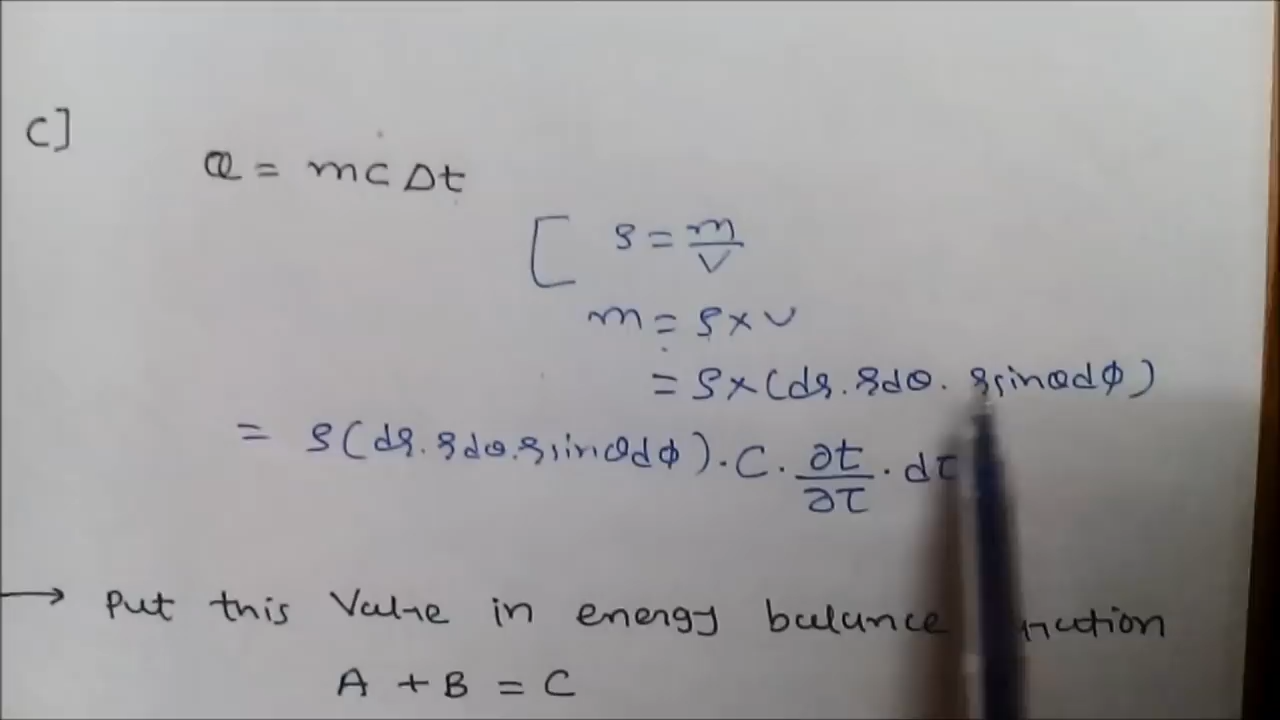 C]
Q = mcΔt
[ ρ = m/V
m = ρ×V
= ρ×(dr.rdθ.rsinθdϕ)
= ρ(dr.rdθ.rsinθdϕ).C.∂t/∂τ.dτ
→ Put this Value in energy balance
A + B = C